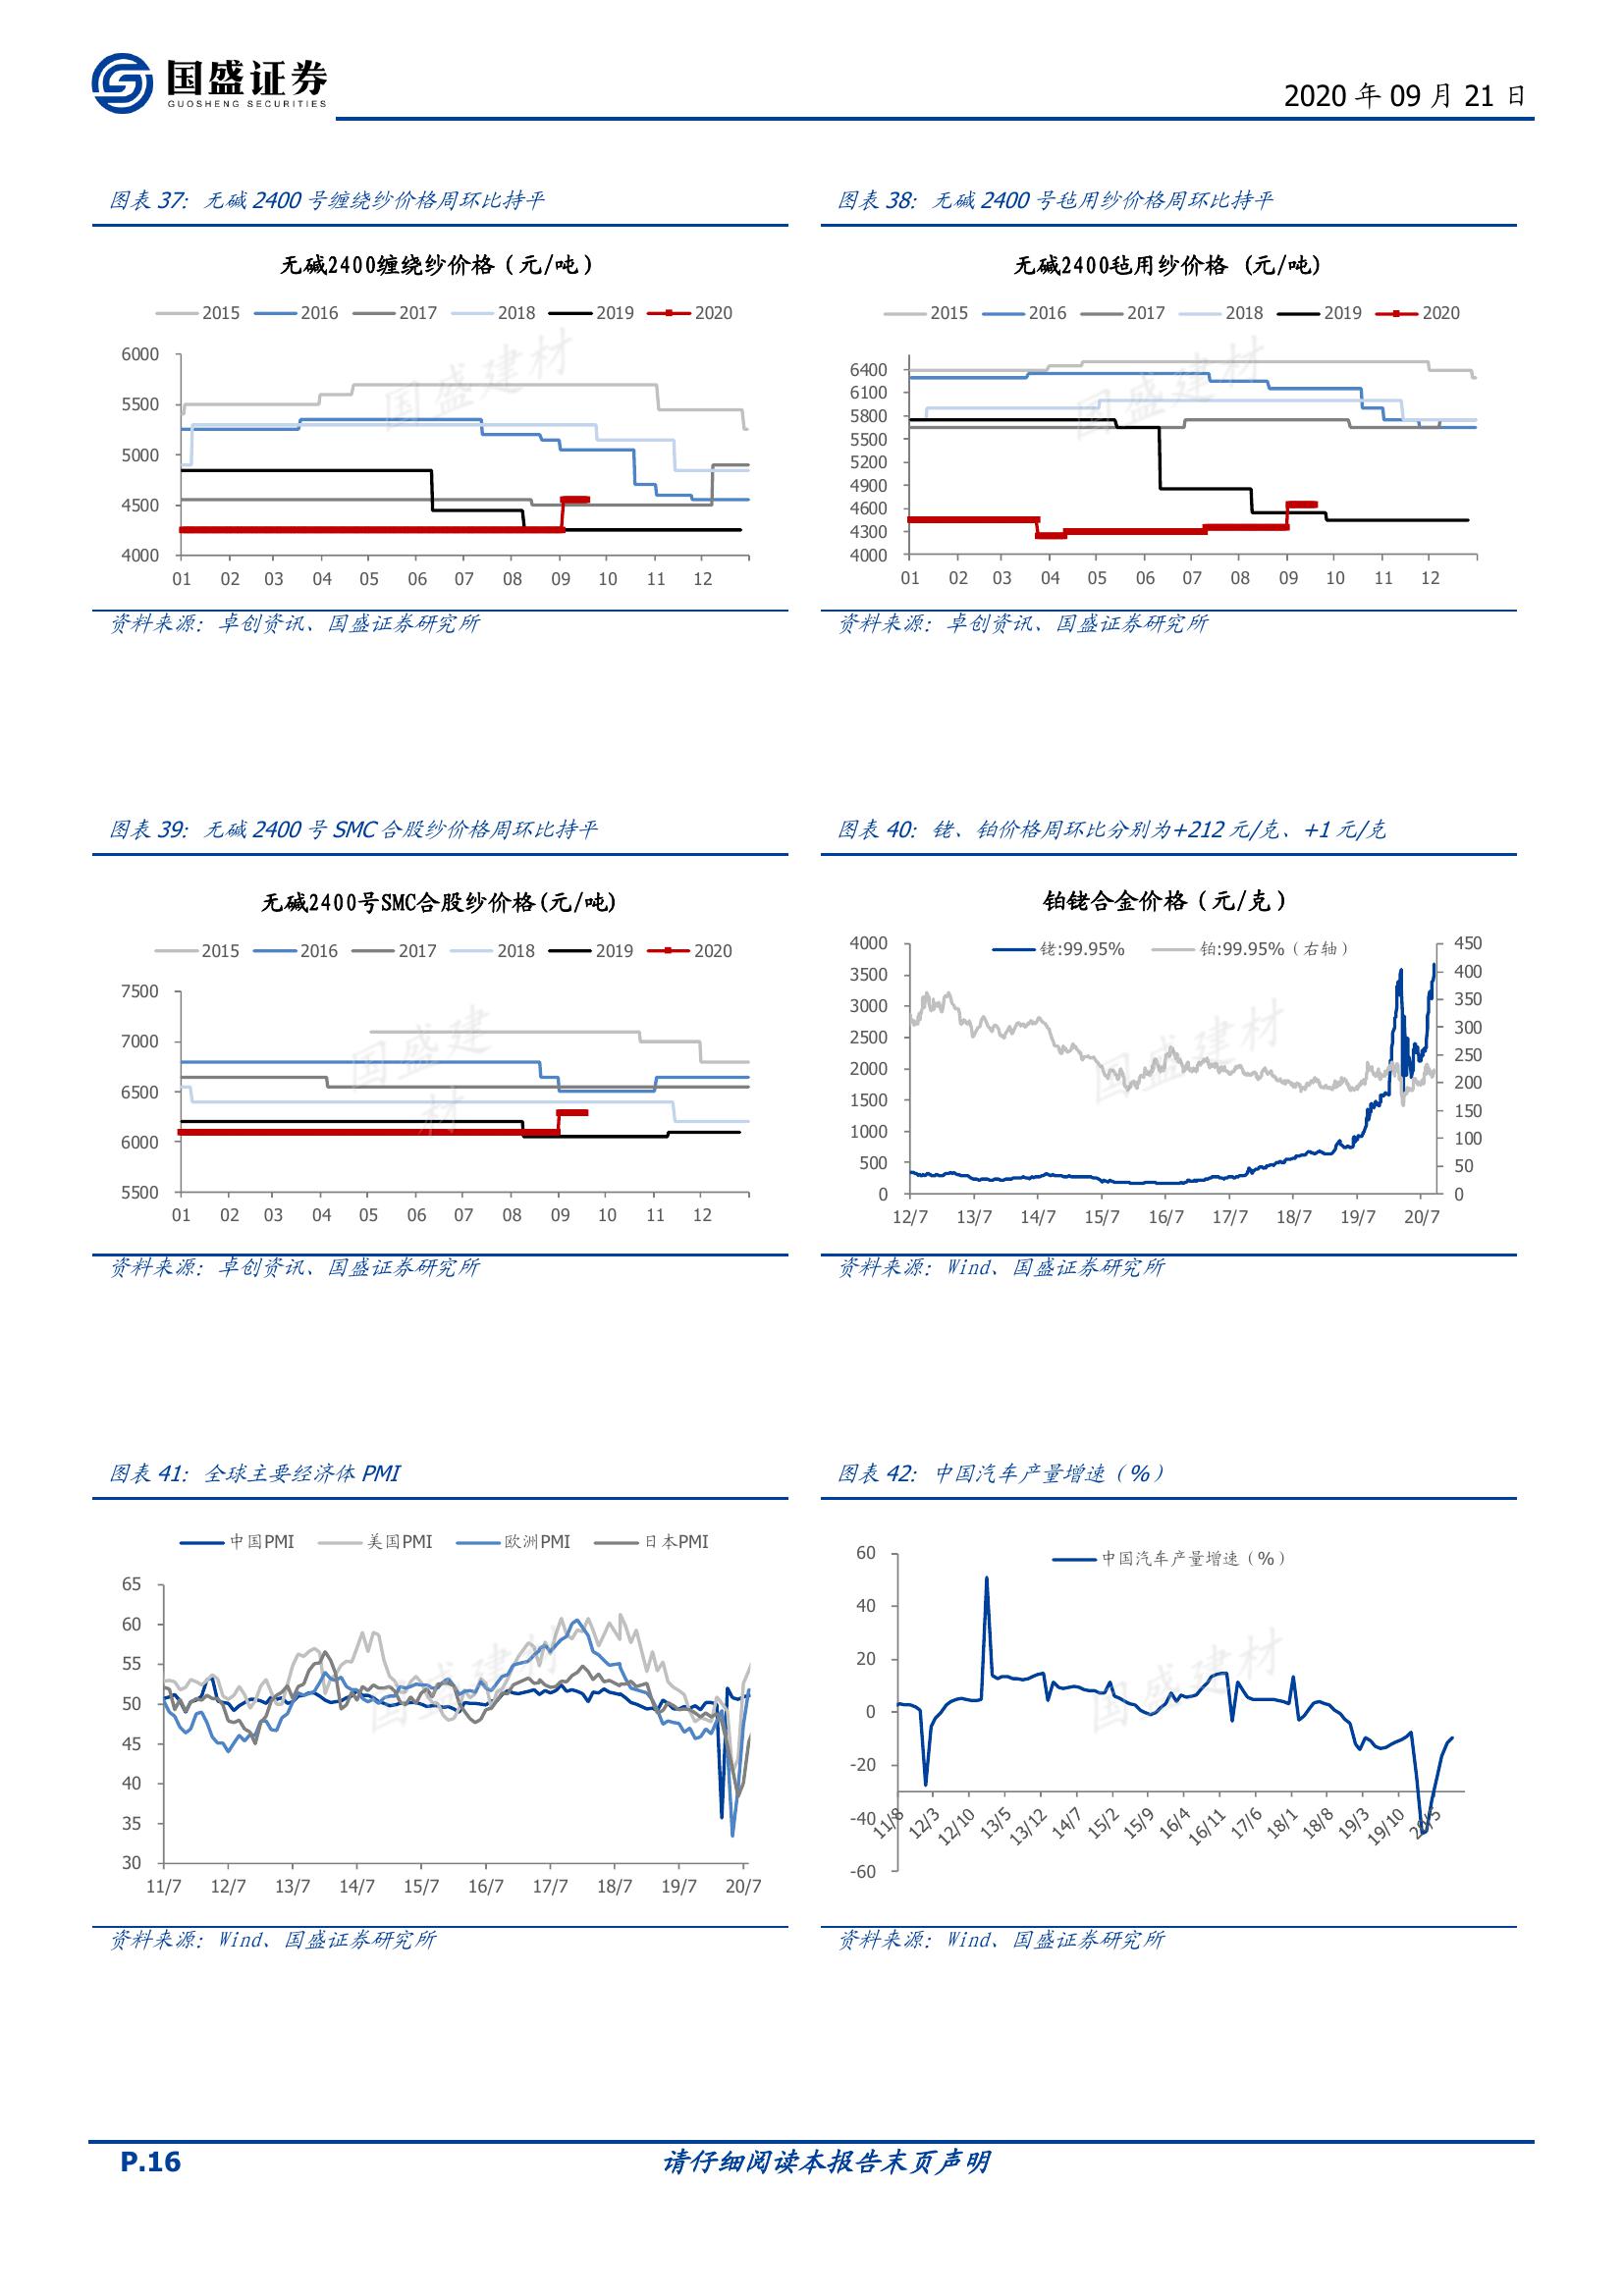 国盛证券
GUOSHENG SECURITIES
2020 年 09 月 21 日
图表 37: 无碱 2400 号缠绕纱价格周环比持平
无碱2400缠绕纱价格（元/吨）
2015 2016 2017 2018 2019 2020
6000
5500
5000
4500
4000
01 02 03 04 05 06 07 08 09 10 11 12
国盛建材
资料来源：卓创资讯、国盛证券研究所
图表 38: 无碱 2400 号毡用纱价格周环比持平
无碱2400毡用纱价格 (元/吨)
2015 2016 2017 2018 2019 2020
6400
6100
5800
5500
5200
4900
4600
4300
4000
01 02 03 04 05 06 07 08 09 10 11 12
国盛建材
资料来源：卓创资讯、国盛证券研究所
图表 39: 无碱 2400 号 SMC 合股纱价格周环比持平
无碱2400号SMC合股纱价格(元/吨)
2015 2016 2017 2018 2019 2020
7500
7000
6500
6000
5500
01 02 03 04 05 06 07 08 09 10 11 12
国盛建
材
资料来源：卓创资讯、国盛证券研究所
图表 40: 铑、铂价格周环比分别为+212 元/克、+1 元/克
铂铑合金价格（元/克）
铑:99.95% 铂:99.95%（右轴）
4000
3500
3000
2500
2000
1500
1000
500
0
450
400
350
300
250
200
150
100
50
0
12/7 13/7 14/7 15/7 16/7 17/7 18/7 19/7 20/7
国盛建材
资料来源：Wind、国盛证券研究所
图表 41: 全球主要经济体 PMI
中国PMI 美国PMI 欧洲PMI 日本PMI
65
60
55
50
45
40
35
30
11/7 12/7 13/7 14/7 15/7 16/7 17/7 18/7 19/7 20/7
国盛建材
资料来源：Wind、国盛证券研究所
图表 42: 中国汽车产量增速（%）
中国汽车产量增速（%）
60
40
20
0
-20
-40
-60
11/8 12/3 12/10 13/5 13/12 14/7 15/2 15/9 16/4 16/11 17/6 18/1 18/8 19/3 19/10 20/5
国盛建材
资料来源：Wind、国盛证券研究所
P.16
请仔细阅读本报告末页声明